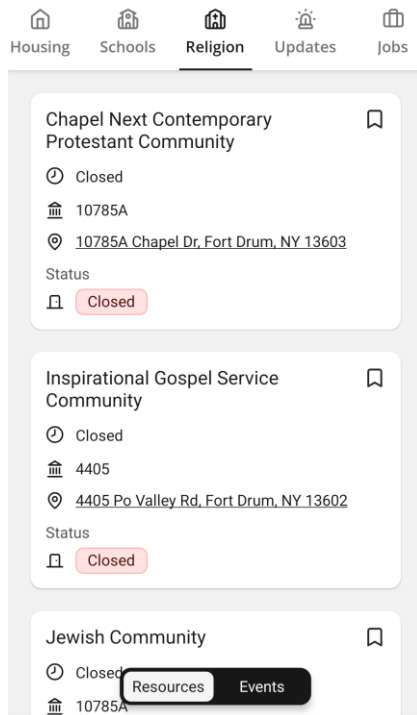 Housing
Schools
Religion
Updates
Jobs
Chapel Next Contemporary
Protestant Community
Closed
10785A
10785A Chapel Dr, Fort Drum, NY 13603
Status
Closed
Inspirational Gospel Service
Community
Closed
4405
4405 Po Valley Rd, Fort Drum, NY 13602
Status
Closed
Jewish Community
Closed
10785A
Resources
Events